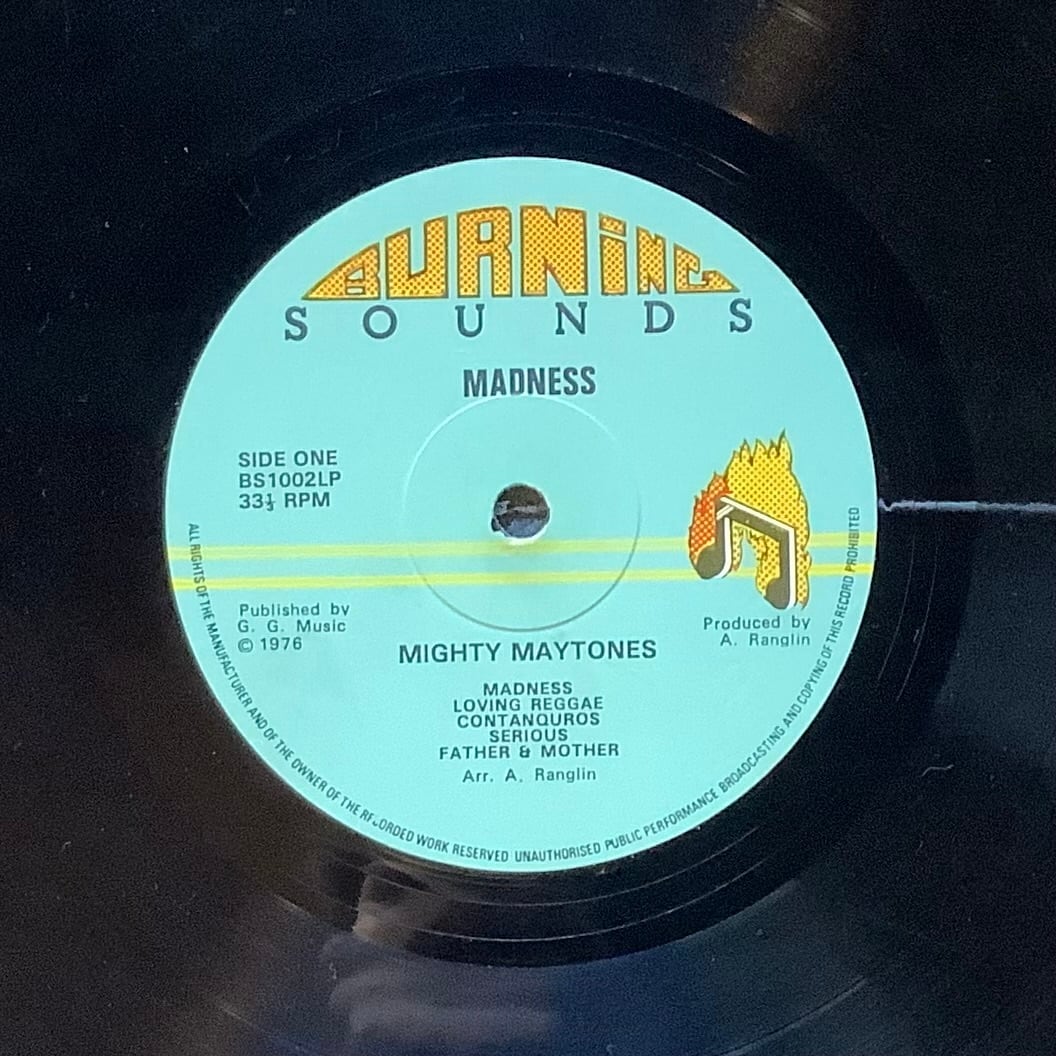 BURNiNG
SOUNDS
MADNESS
SIDE ONE
BS1002LP
33⅓ RPM
Published by
G. G. Music
© 1976
Produced by
A. Ranglin
MIGHTY MAYTONES
MADNESS
LOVING REGGAE
CONTANQUROS
SERIOUS
FATHER & MOTHER
Arr. A. Ranglin
ALL RIGHTS OF THE MANUFACTURER AND OF THE OWNER OF THE RECORDED WORK RESERVED UNAUTHORISED PUBLIC PERFORMANCE BROADCASTING AND COPYING OF THIS RECORD PROHIBITED